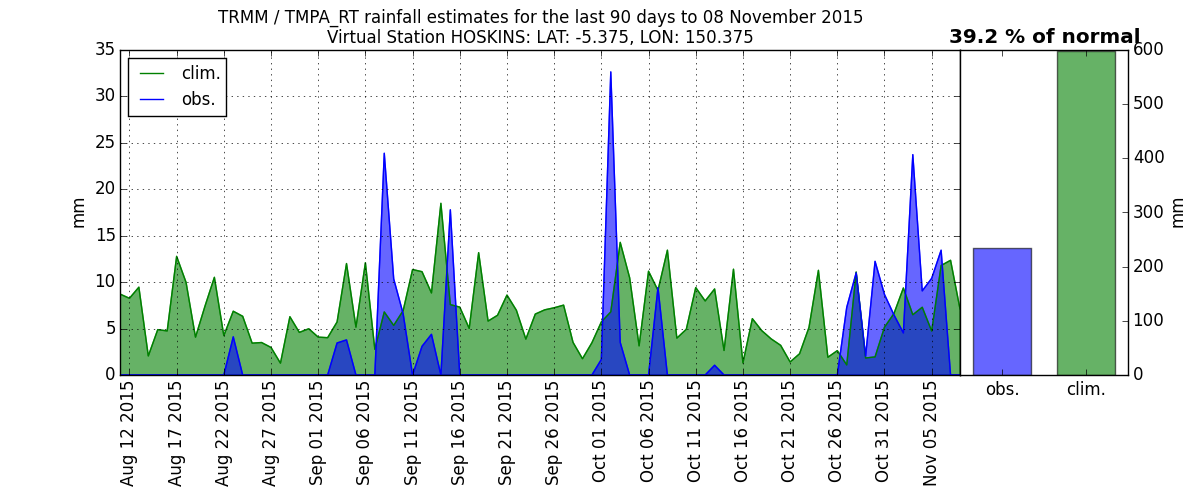 TRMM / TMPA_RT rainfall estimates for the last 90 days to 08 November 2015
Virtual Station HOSKINS: LAT: -5.375, LON: 150.375
39.2 % of normal
clim.
obs.
35
30
25
20
15
10
5
0
mm
600
500
400
300
200
100
0
mm
obs.
clim.
Aug 12 2015
Aug 17 2015
Aug 22 2015
Aug 27 2015
Sep 01 2015
Sep 06 2015
Sep 11 2015
Sep 16 2015
Sep 21 2015
Sep 26 2015
Oct 01 2015
Oct 06 2015
Oct 11 2015
Oct 16 2015
Oct 21 2015
Oct 26 2015
Oct 31 2015
Nov 05 2015